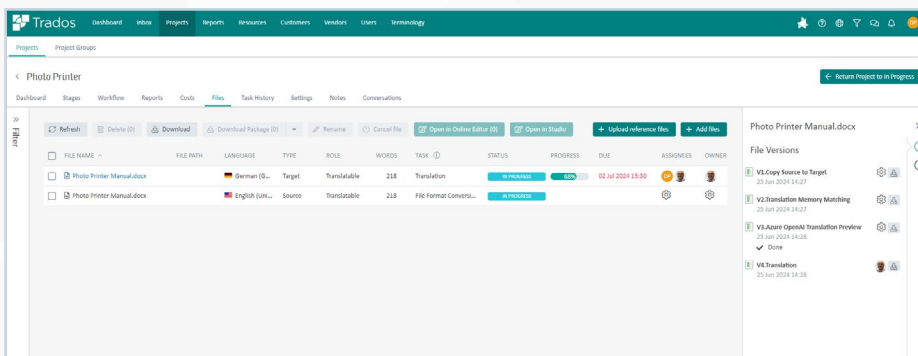 Trados Dashboard Inbox Projects Reports Resources Customers Vendors Users Terminology
Projects Project Groups
Photo Printer
Return Project to In Progress
Dashboard Stages Workflow Reports Costs Files Task History Settings Notes Conversations
Filter
Refresh Delete (0) Download Download Package (0) Rename Cancel file Open in Online Editor (0) Open in Studio + Upload reference files + Add files
FILE NAME FILE PATH LANGUAGE TYPE ROLE WORDS TASK STATUS PROGRESS DUE ASSIGNEES OWNER
Photo Printer Manual.docx German (G... Target Translatable 218 Translation IN PROGRESS 68% 02 Jul 2024 15:30 DP
Photo Printer Manual.docx English (Uni... Source Translatable 218 File Format Conversi... IN PROGRESS
Photo Printer Manual.docx
File Versions
V1.Copy Source to Target
25 Jun 2024 14:27
V2.Translation Memory Matching
25 Jun 2024 14:27
V3.Azure OpenAI Translation Preview
25 Jun 2024 14:28
Done
V4.Translation
25 Jun 2024 14:28